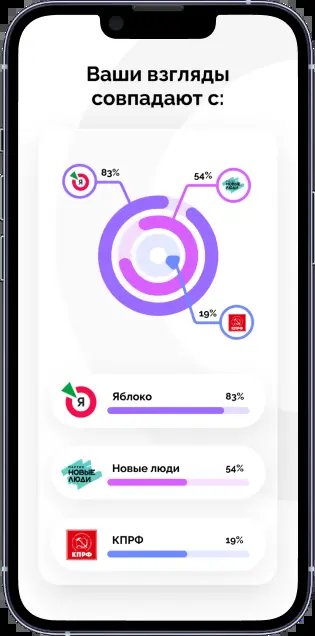 Ваши взгляды
совпадают с:
83%
54%
Я
НОВЫЕ
ЛЮДИ
19%
КПРФ
Я
Яблоко
83%
ПАРТИЯ
НОВЫЕ
ЛЮДИ
Новые люди
54%
КПРФ
КПРФ
19%